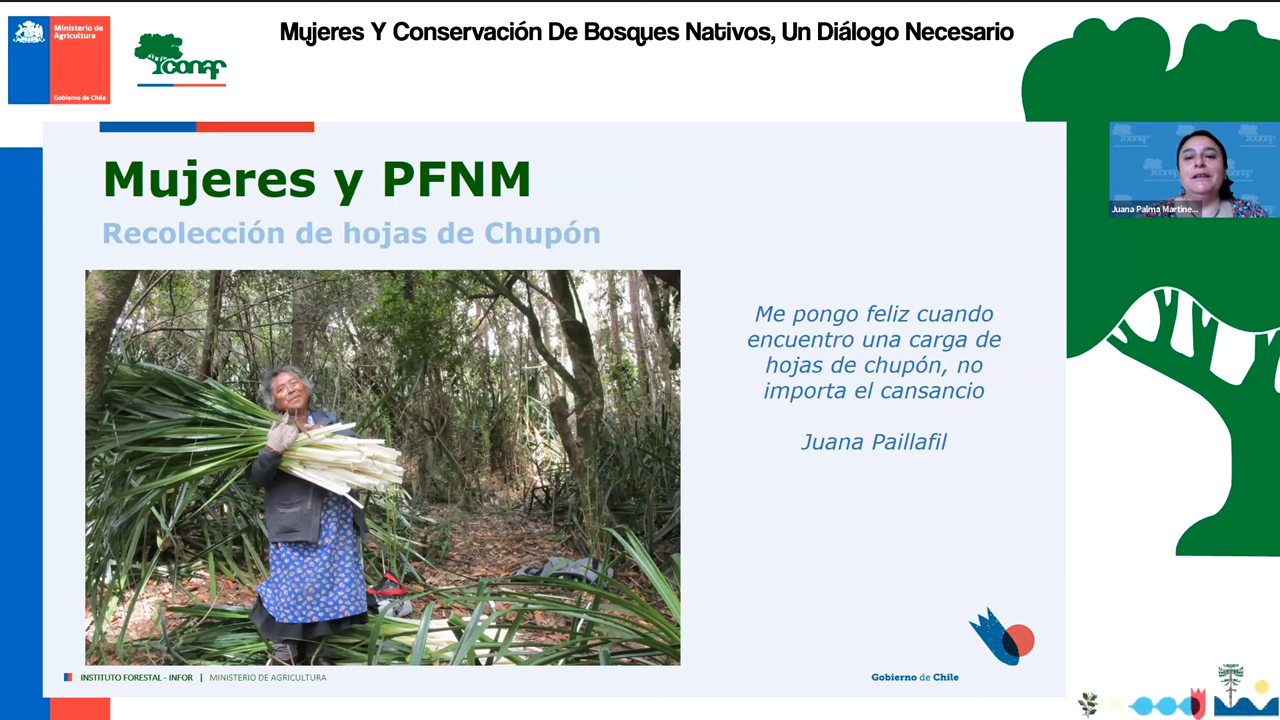 Ministerio de
Agricultura
Gobierno de Chile
conaf
Mujeres Y Conservación De Bosques Nativos, Un Diálogo Necesario
Mujeres y PFNM
Recolección de hojas de Chupón
Me pongo feliz cuando
encuentro una carga de
hojas de chupón, no
importa el cansancio
Juana Paillafil
Juana Palma Martine...
INSTITUTO FORESTAL - INFOR | MINISTERIO DE AGRICULTURA
Gobierno de Chile